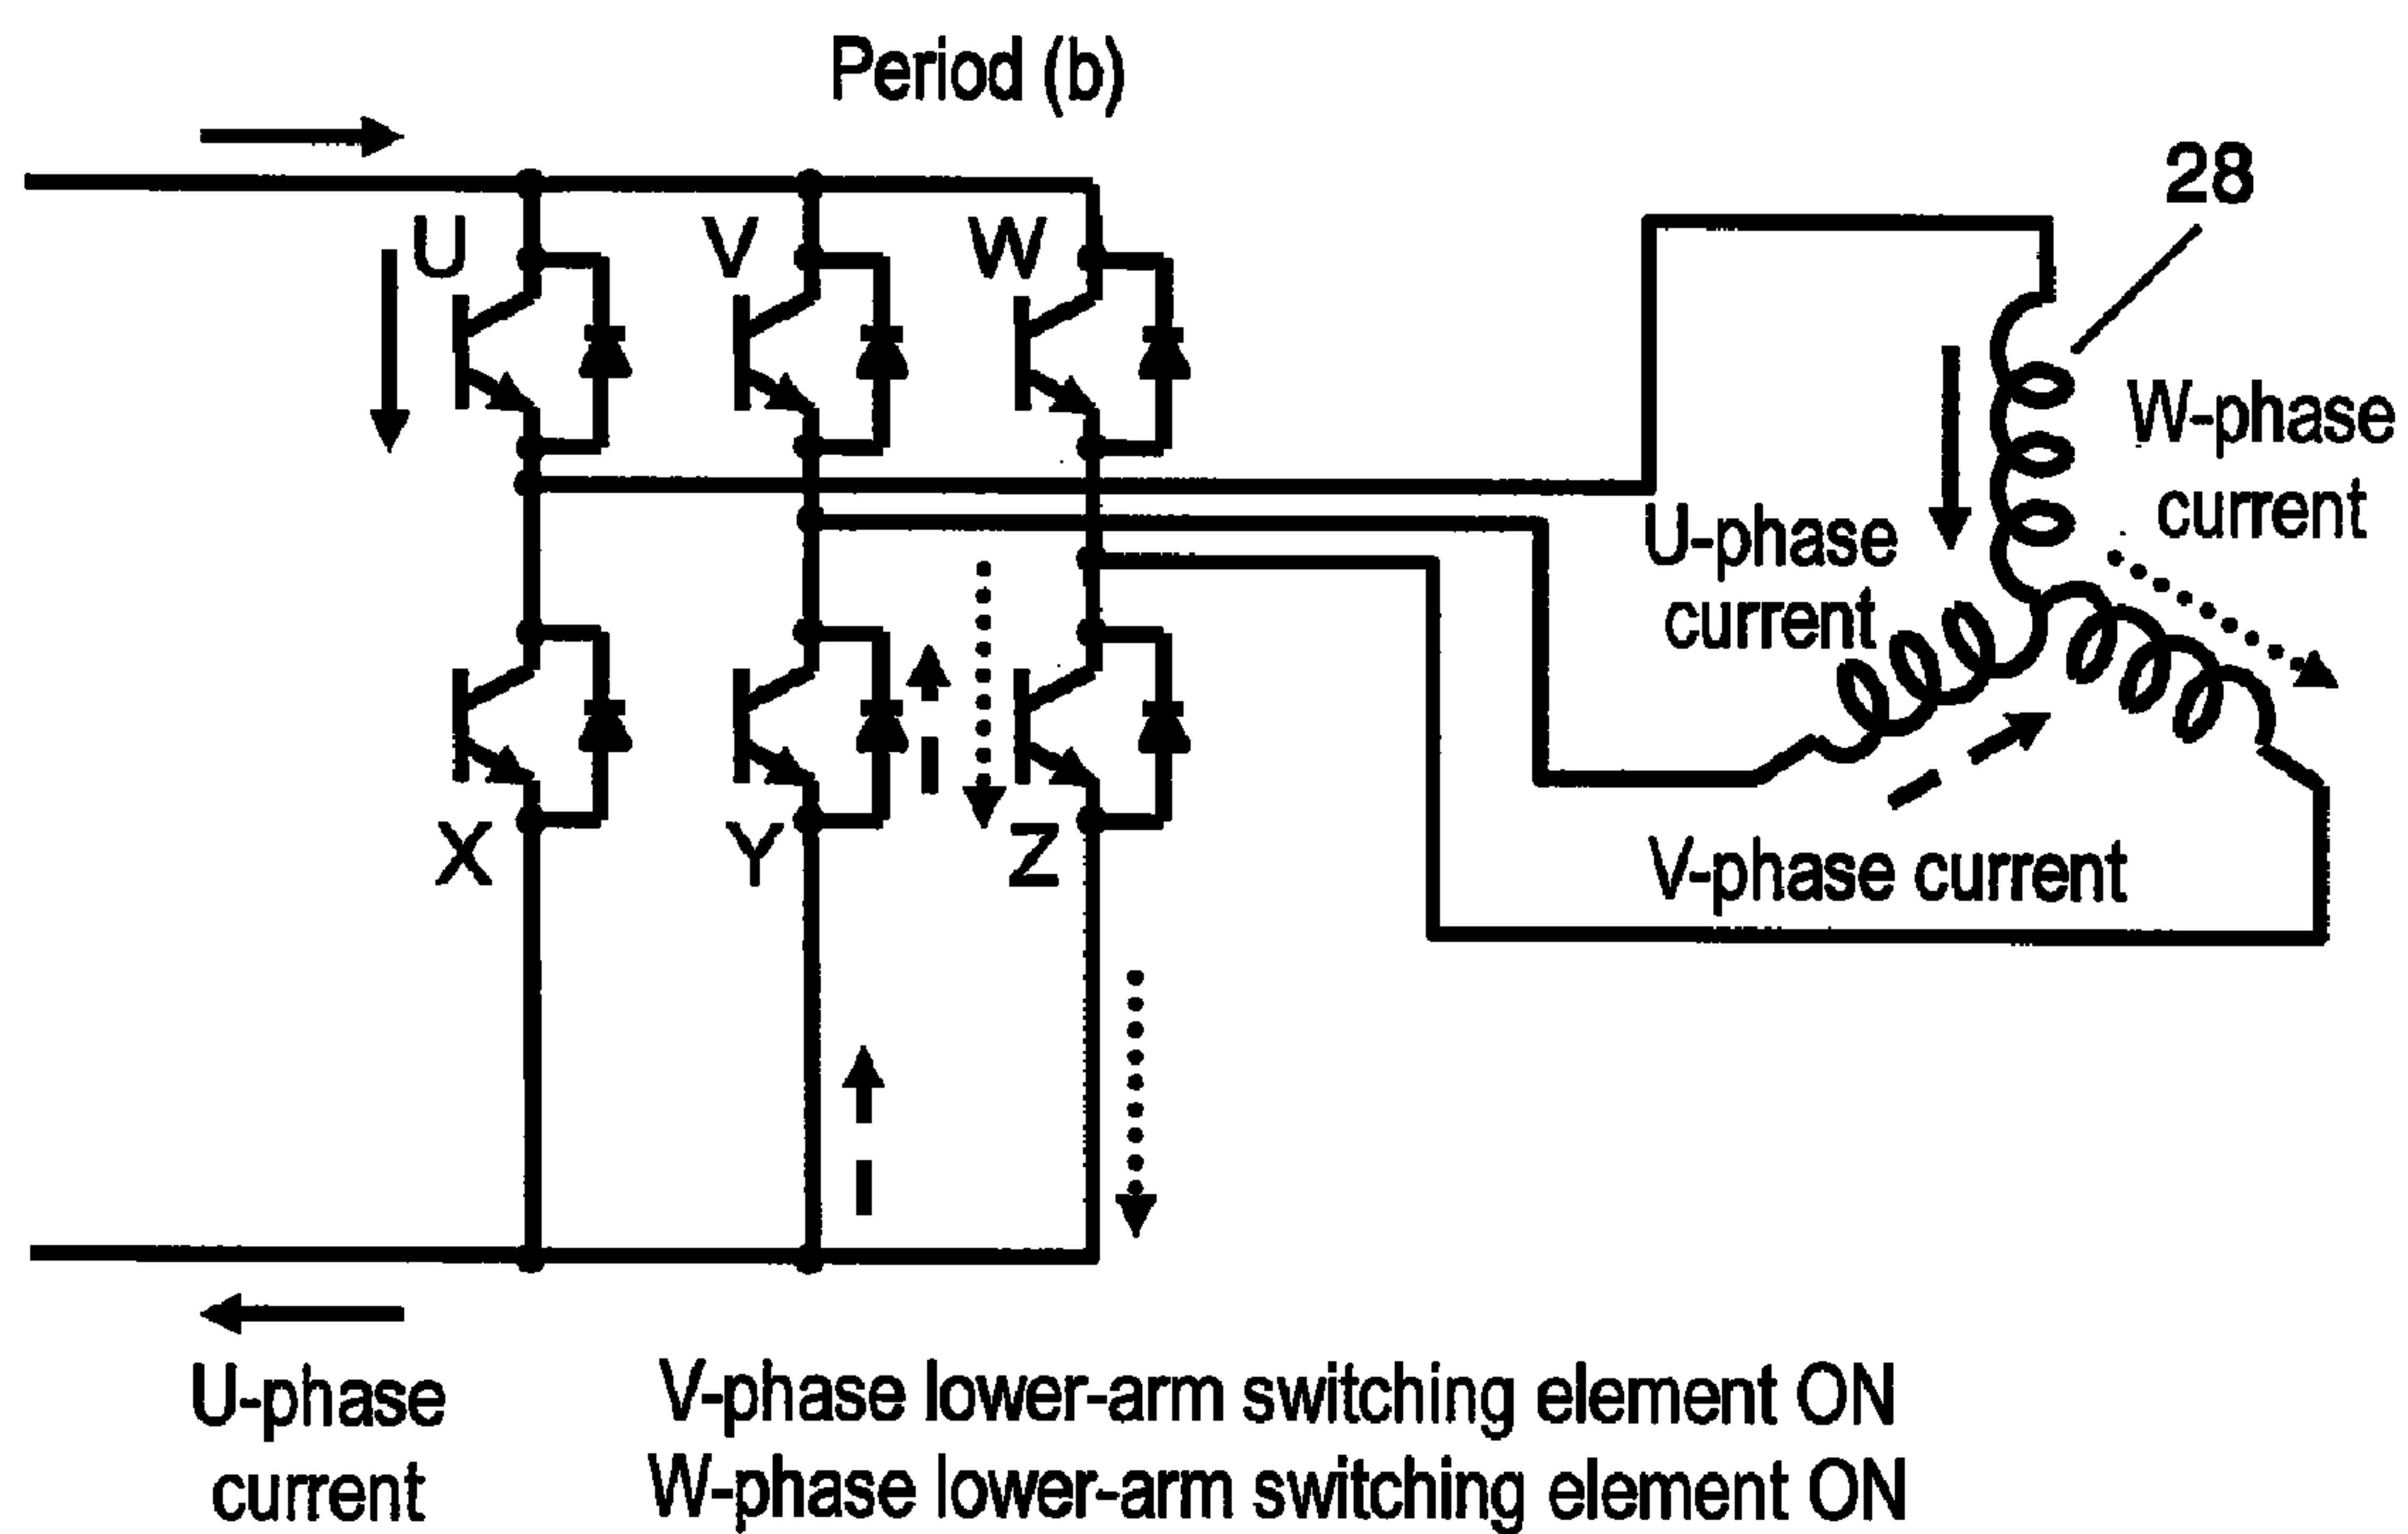 Period (b)
28
U
V
W
W-phase
current
U-phase
current
X
Y
Z
V-phase current
U-phase
current
V-phase lower-arm switching element ON
W-phase lower-arm switching element ON